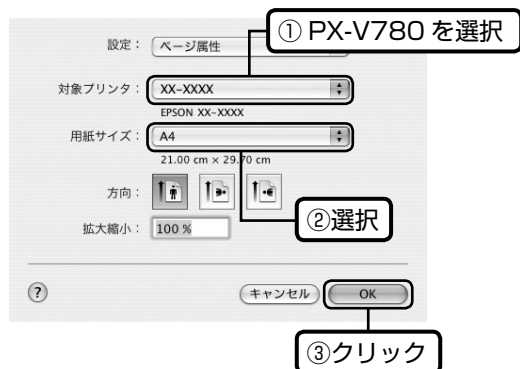 ① PX-V780 を選択
設定： ページ属性
対象プリンタ： XX-XXXX
EPSON XX-XXXX
用紙サイズ： A4
21.00 cm × 29.70 cm
方向：
②選択
拡大縮小： 100 %
? キャンセル OK
③クリック